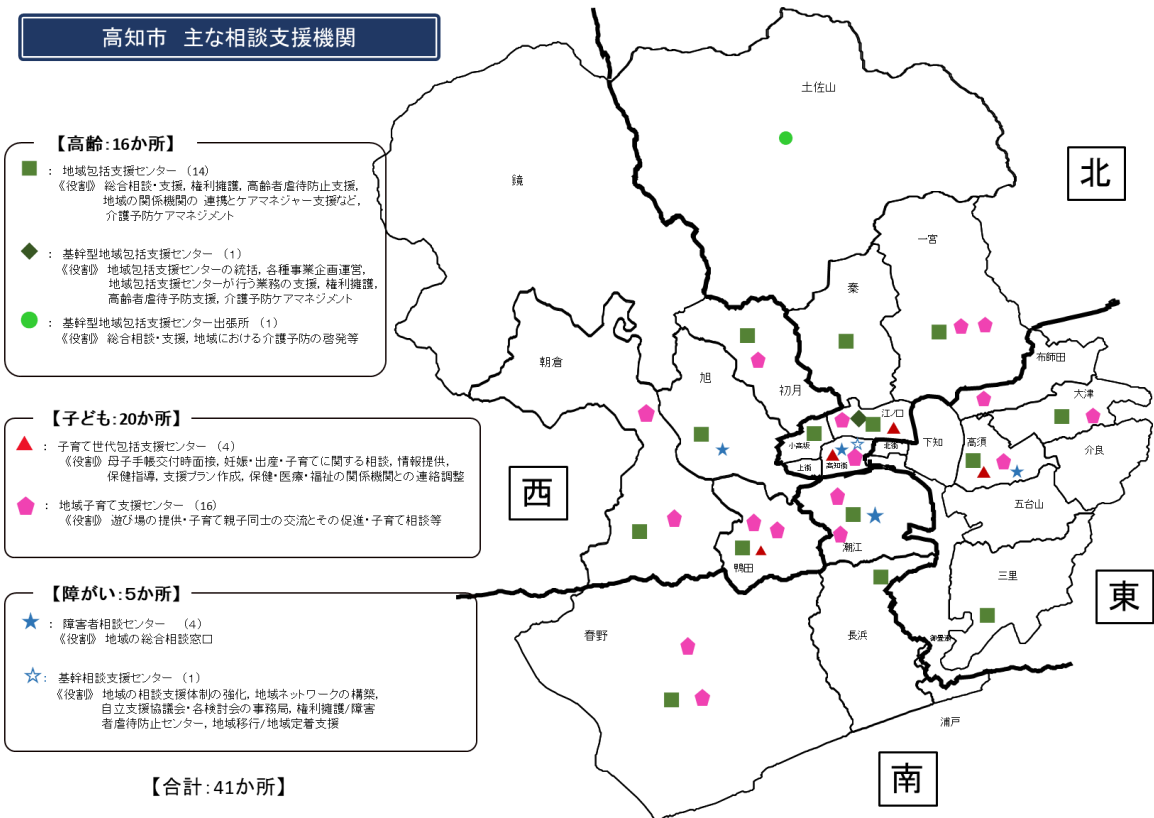 高知市 主な相談支援機関
【高齢:16か所】
: 地域包括支援センター (14)
《役割》 総合相談・支援, 権利擁護, 高齢者虐待防止支援,
地域の関係機関の 連携とケアマネジャー支援など,
介護予防ケアマネジメント
: 基幹型地域包括支援センター (1)
《役割》 地域包括支援センターの統括, 各種事業企画運営,
地域包括支援センターが行う業務の支援, 権利擁護,
高齢者虐待予防支援, 介護予防ケアマネジメント
: 基幹型地域包括支援センター出張所 (1)
《役割》 総合相談・支援, 地域における介護予防の啓発等
【子ども:20か所】
: 子育て世代包括支援センター (4)
《役割》 母子手帳交付時面接, 妊娠・出産・子育てに関する相談, 情報提供,
保健指導, 支援プラン作成, 保健・医療・福祉の関係機関との連絡調整
: 地域子育て支援センター (16)
《役割》 遊び場の提供・子育て親子同士の交流とその促進・子育て相談等
【障がい:5か所】
: 障害者相談センター (4)
《役割》 地域の総合相談窓口
: 基幹相談支援センター (1)
《役割》 地域の相談支援体制の強化, 地域ネットワークの構築,
自立支援協議会・各検討会の事務局, 権利擁護/障害
者虐待防止センター, 地域移行/地域定着支援
【合計:41か所】
土佐山
北
鏡
一宮
秦
布師田
朝倉
旭
初月
大津
江ノ口
小高坂
北街
下知
高須
介良
上街
高知街
西
五台山
潮江
鴨田
三里
東
春野
長浜
御畳瀬
浦戸
南